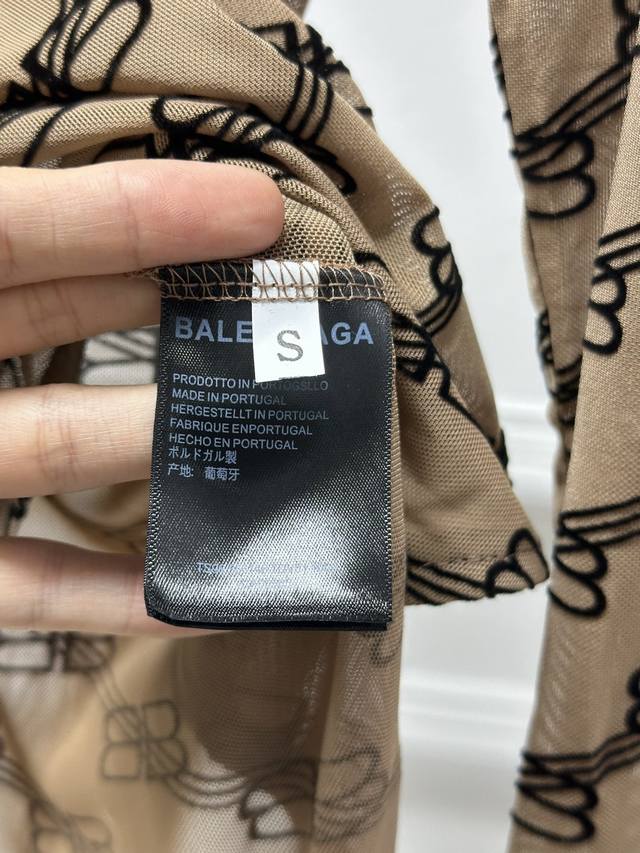 BALE AGA
S
PRODOTTO IN PORTOGSLLO
MADE IN PORTUGAL
HERGESTELLT IN PORTUGAL
FABRIQUE ENPORTUGAL
HECHO EN PORTUGAL
ポルドガル製
产地: 葡萄牙